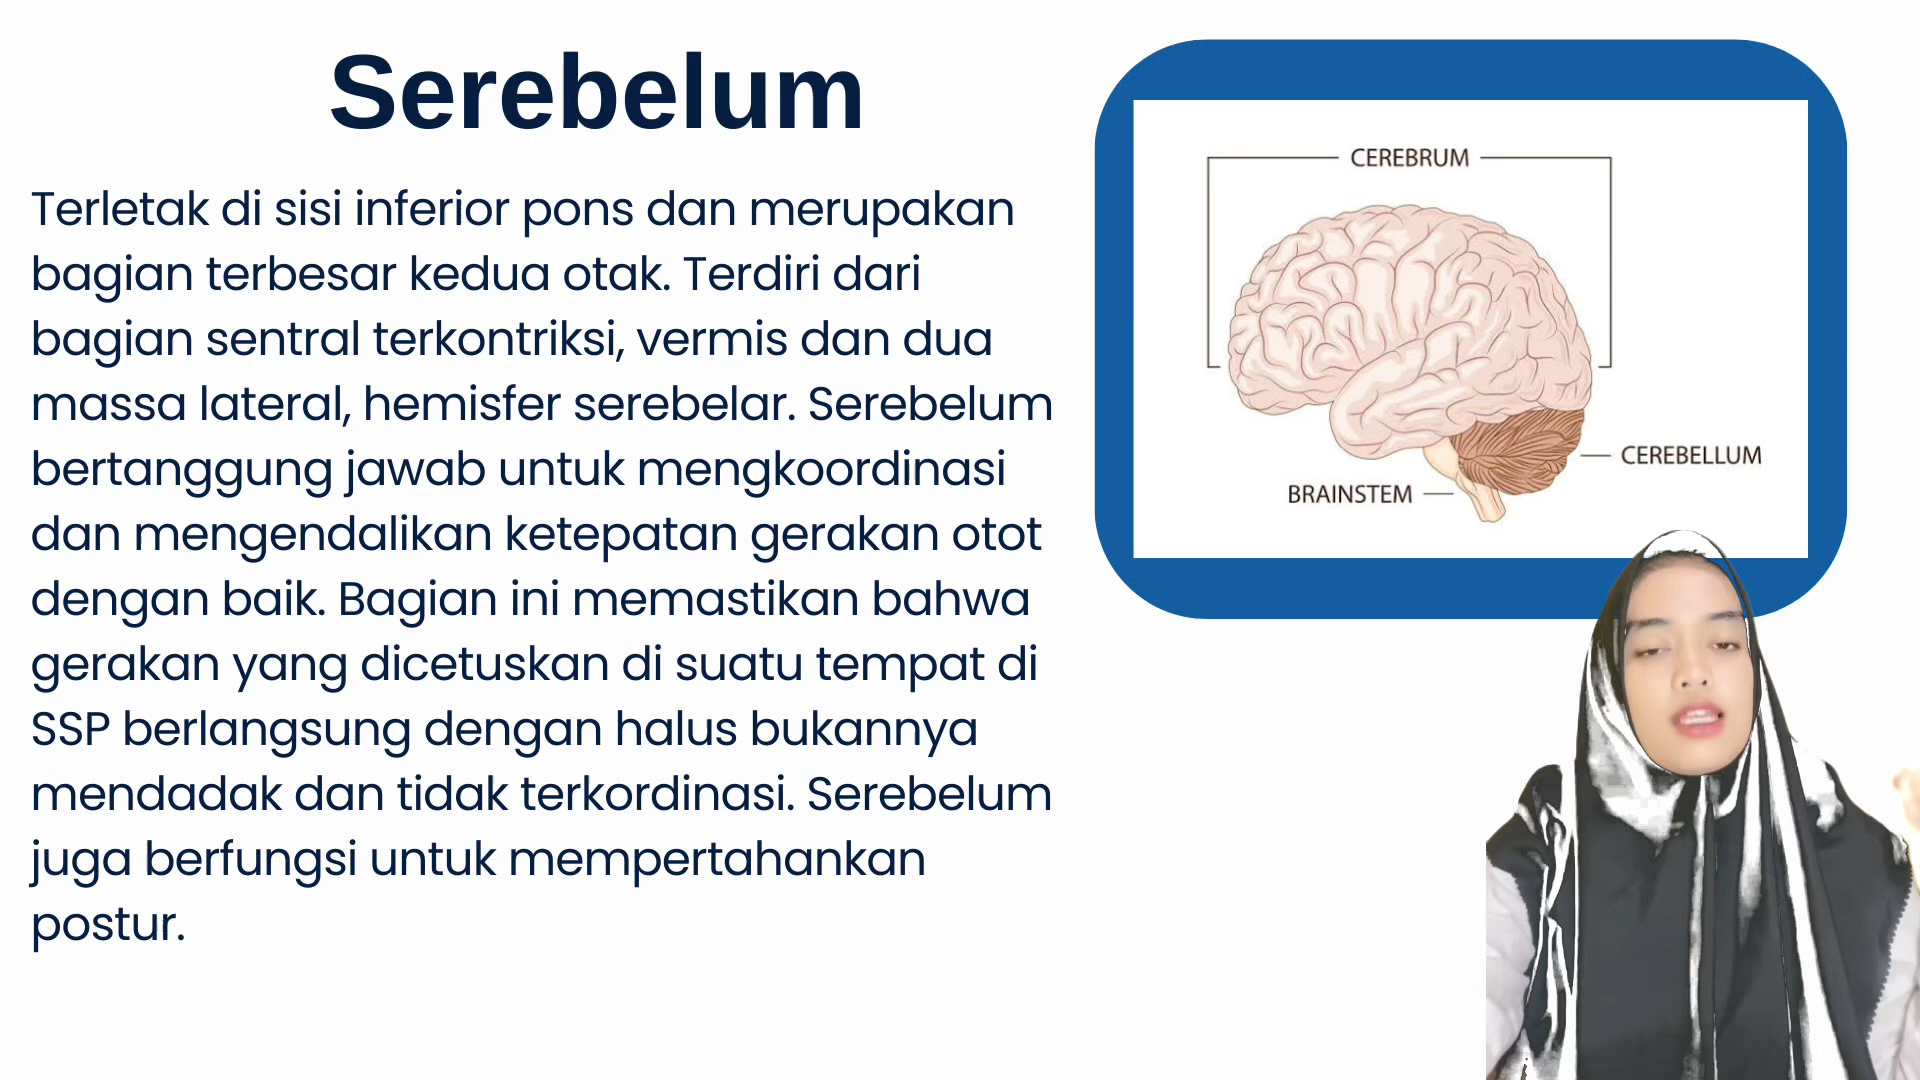 Serebelum
Terletak di sisi inferior pons dan merupakan
bagian terbesar kedua otak. Terdiri dari
bagian sentral terkontriksi, vermis dan dua
massa lateral, hemisfer serebelar. Serebelum
bertanggung jawab untuk mengkoordinasi
dan mengendalikan ketepatan gerakan otot
dengan baik. Bagian ini memastikan bahwa
gerakan yang dicetuskan di suatu tempat di
SSP berlangsung dengan halus bukannya
mendadak dan tidak terkordinasi. Serebelum
juga berfungsi untuk mempertahankan
postur.
CEREBRUM
CEREBELLUM
BRAINSTEM